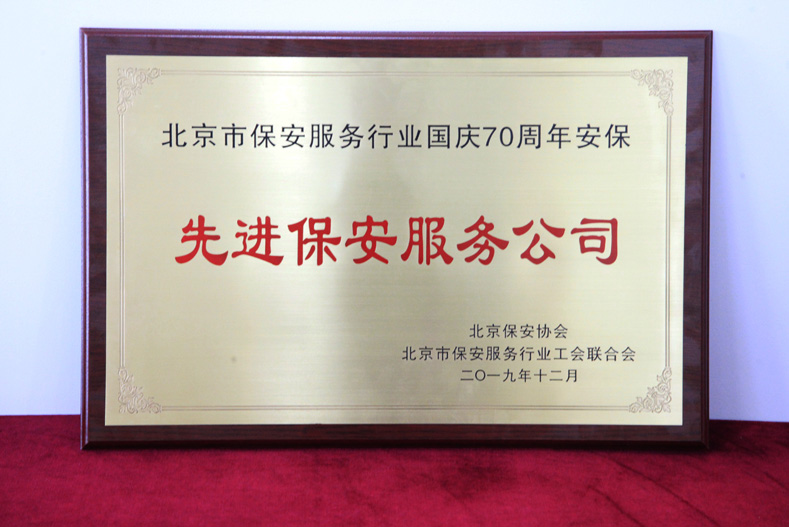 北京市保安服务行业国庆70周年安保
先进保安服务公司
北京保安协会
北京市保安服务行业工会联合会
二〇一九年十二月